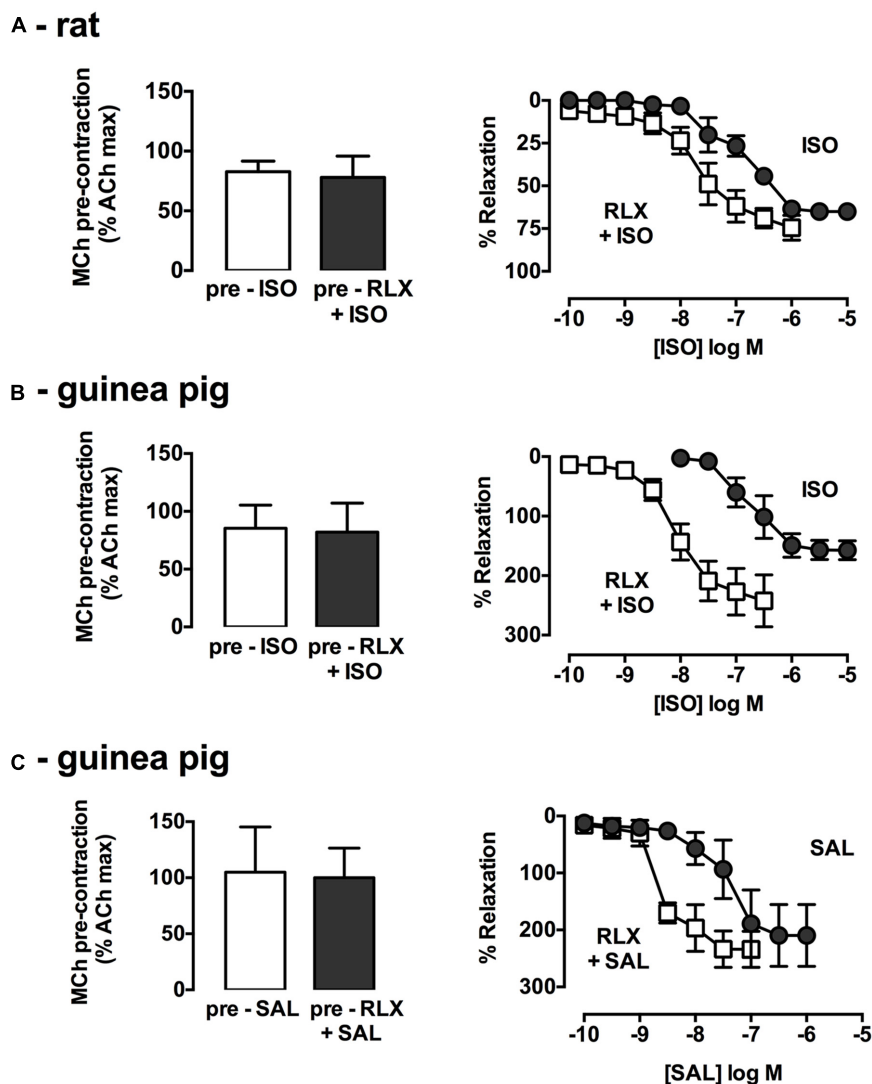 A - rat
MCh pre-contraction
(% ACh max)
150
100
50
0
pre - ISO
pre - RLX
+ ISO
% Relaxation
0
25
50
75
100
ISO
RLX
+ ISO
-10 -9 -8 -7 -6 -5
[ISO] log M
B - guinea pig
MCh pre-contraction
(% ACh max)
150
100
50
0
pre - ISO
pre - RLX
+ ISO
% Relaxation
0
100
200
300
ISO
RLX
+ ISO
-10 -9 -8 -7 -6 -5
[ISO] log M
C - guinea pig
MCh pre-contraction
(% ACh max)
150
100
50
0
pre - SAL
pre - RLX
+ SAL
% Relaxation
0
100
200
300
SAL
RLX
+ SAL
-10 -9 -8 -7 -6 -5
[SAL] log M